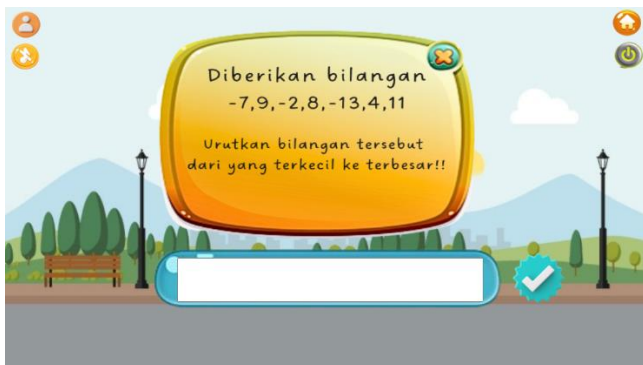 Diberikan bilangan
-7,9,-2,8,-13,4,11
Urutkan bilangan tersebut
dari yang terkecil ke terbesar!!